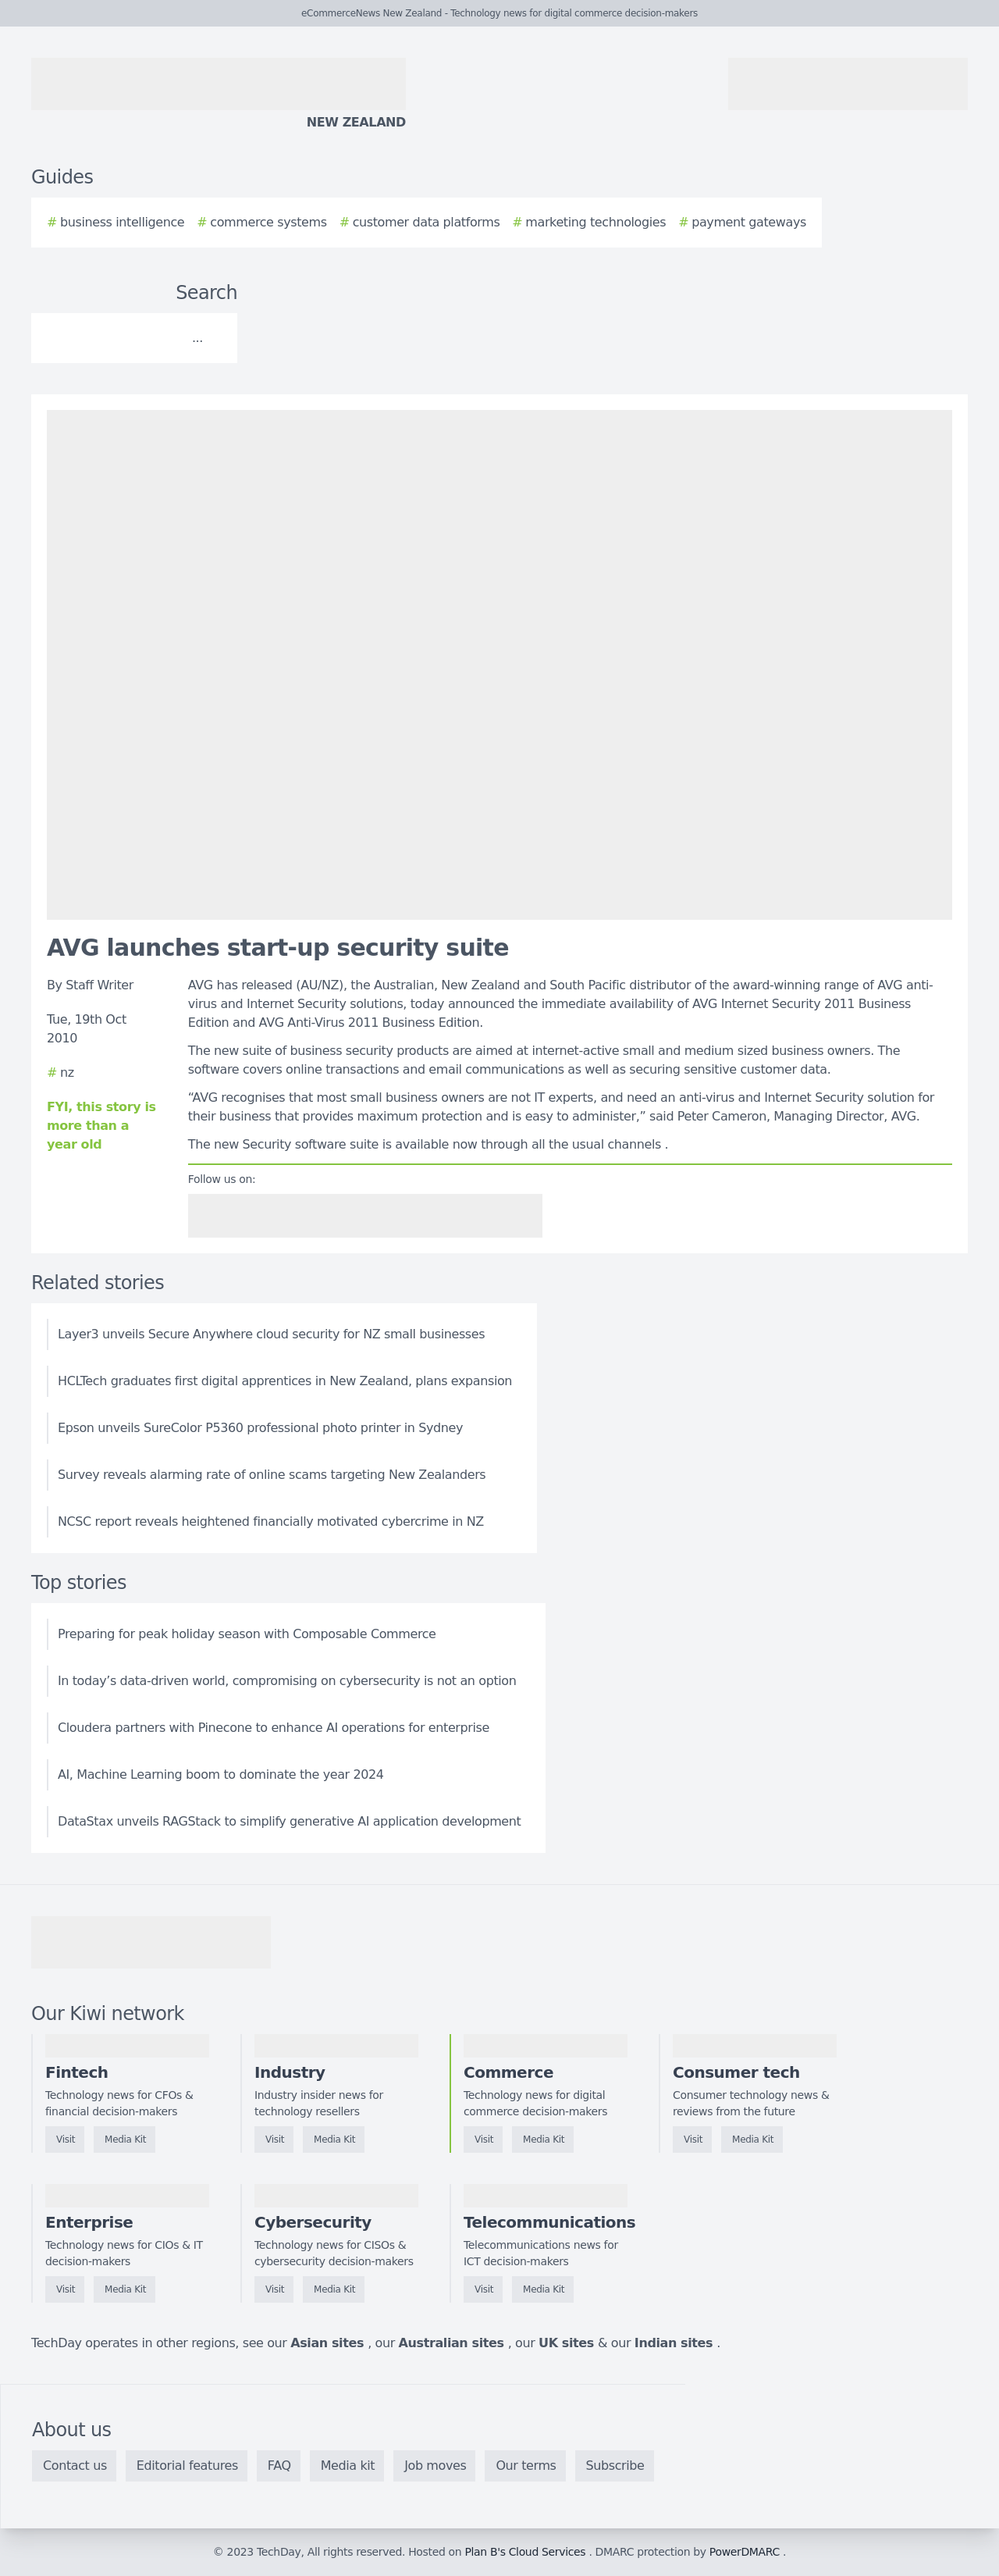 eCommerceNews New Zealand - Technology news for digital commerce decision-makers
NEW ZEALAND
Guides
# business intelligence # commerce systems # customer data platforms # marketing technologies # payment gateways
Search
...
AVG launches start-up security suite
By Staff Writer
Tue, 19th Oct
2010
# nz
FYI, this story is
more than a
year old
AVG has released (AU/NZ), the Australian, New Zealand and South Pacific distributor of the award-winning range of AVG anti-
virus and Internet Security solutions, today announced the immediate availability of AVG Internet Security 2011 Business
Edition and AVG Anti-Virus 2011 Business Edition.
The new suite of business security products are aimed at internet-active small and medium sized business owners. The
software covers online transactions and email communications as well as securing sensitive customer data.
“AVG recognises that most small business owners are not IT experts, and need an anti-virus and Internet Security solution for
their business that provides maximum protection and is easy to administer,” said Peter Cameron, Managing Director, AVG.
The new Security software suite is available now through all the usual channels .
Follow us on:
Related stories
Layer3 unveils Secure Anywhere cloud security for NZ small businesses
HCLTech graduates first digital apprentices in New Zealand, plans expansion
Epson unveils SureColor P5360 professional photo printer in Sydney
Survey reveals alarming rate of online scams targeting New Zealanders
NCSC report reveals heightened financially motivated cybercrime in NZ
Top stories
Preparing for peak holiday season with Composable Commerce
In today’s data-driven world, compromising on cybersecurity is not an option
Cloudera partners with Pinecone to enhance AI operations for enterprise
AI, Machine Learning boom to dominate the year 2024
DataStax unveils RAGStack to simplify generative AI application development
Our Kiwi network
Fintech
Technology news for CFOs &
financial decision-makers
Visit Media Kit
Industry
Industry insider news for
technology resellers
Visit Media Kit
Commerce
Technology news for digital
commerce decision-makers
Visit Media Kit
Consumer tech
Consumer technology news &
reviews from the future
Visit Media Kit
Enterprise
Technology news for CIOs & IT
decision-makers
Visit Media Kit
Cybersecurity
Technology news for CISOs &
cybersecurity decision-makers
Visit Media Kit
Telecommunications
Telecommunications news for
ICT decision-makers
Visit Media Kit
TechDay operates in other regions, see our Asian sites , our Australian sites , our UK sites & our Indian sites .
About us
Contact us Editorial features FAQ Media kit Job moves Our terms Subscribe
© 2023 TechDay, All rights reserved. Hosted on Plan B's Cloud Services . DMARC protection by PowerDMARC .